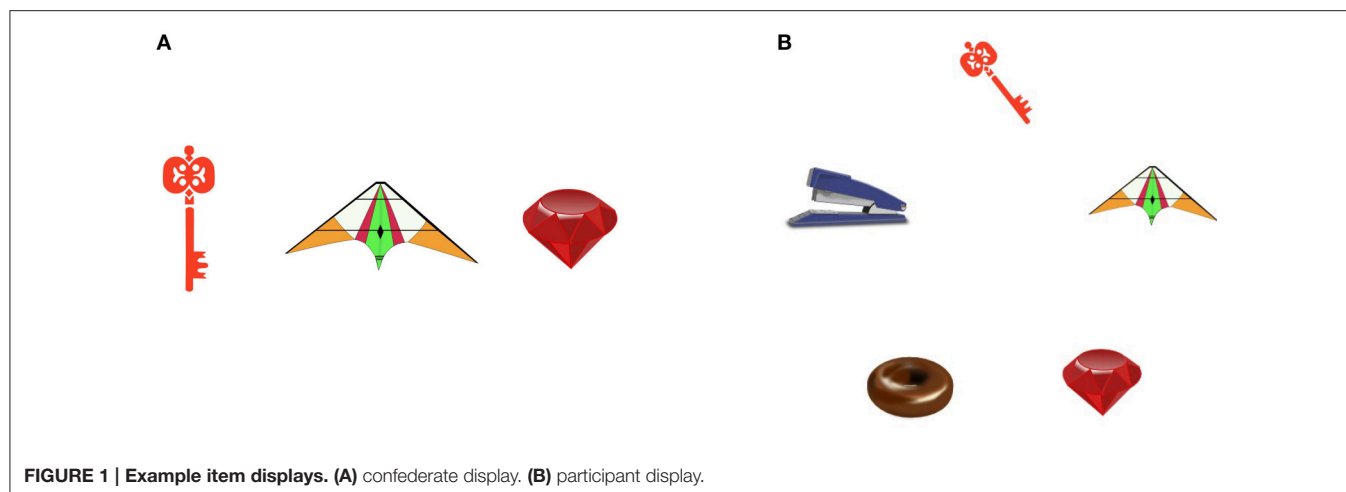 A
B
FIGURE 1 | Example item displays. (A) confederate display. (B) participant display.